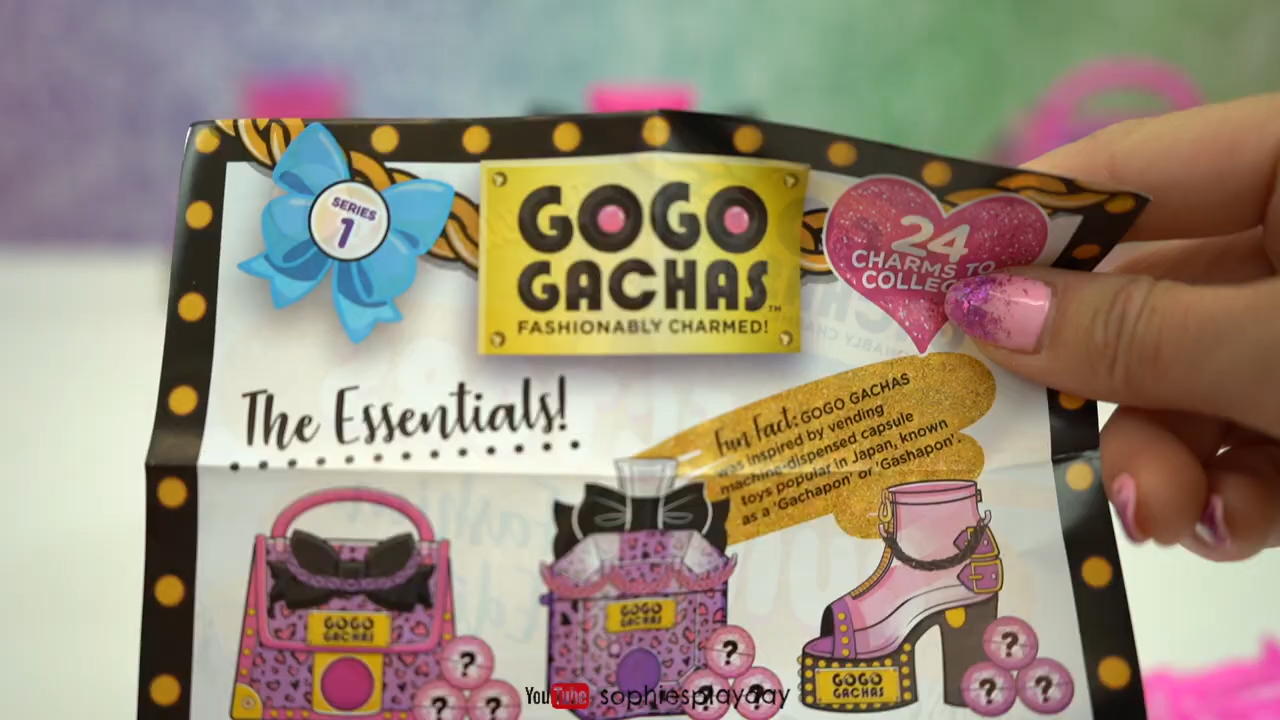 SERIES
1
GOGO
GACHAS™
FASHIONABLY CHARMED!
24
CHARMS TO
The Essentials!
Fun Fact: GOGO GACHAS
was inspired by vending
machine-dispensed capsule
toys popular in Japan, known
as a 'Gachapon' or 'Gashapon'.
GOGO
GACHAS
GOGO
GACHAS
GOGO
GACHAS
?
? ?
?
? ?
?
? ?
YouTube sophiesplayday